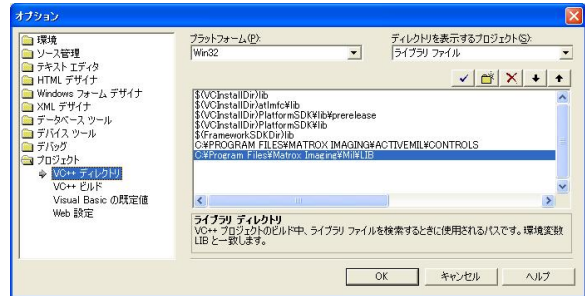 オプション
環境
ソース管理
テキスト エディタ
HTML デザイナ
Windows フォーム デザイナ
XML デザイナ
データベース ツール
デバイス ツール
デバッグ
プロジェクト
VC++ ディレクトリ
VC++ ビルド
Visual Basic の既定値
Web 設定
プラットフォーム(P):
Win32
ディレクトリを表示するプロジェクト(S):
ライブラリ ファイル
$(VCInstallDir)lib
$(VCInstallDir)atlmfc¥lib
$(VCInstallDir)PlatformSDK¥lib¥prerelease
$(VCInstallDir)PlatformSDK¥lib
$(FrameworkSDKDir)lib
C:¥PROGRAM FILES¥MATROX IMAGING¥ACTIVEMIL¥CONTROLS
C:¥Program Files¥Matrox Imaging¥Mil¥LIB
ライブラリ ディレクトリ
VC++ プロジェクトのビルド中、ライブラリ ファイルを検索するときに使用されるパスです。環境変数
LIB と一致します。
OK
キャンセル
ヘルプ